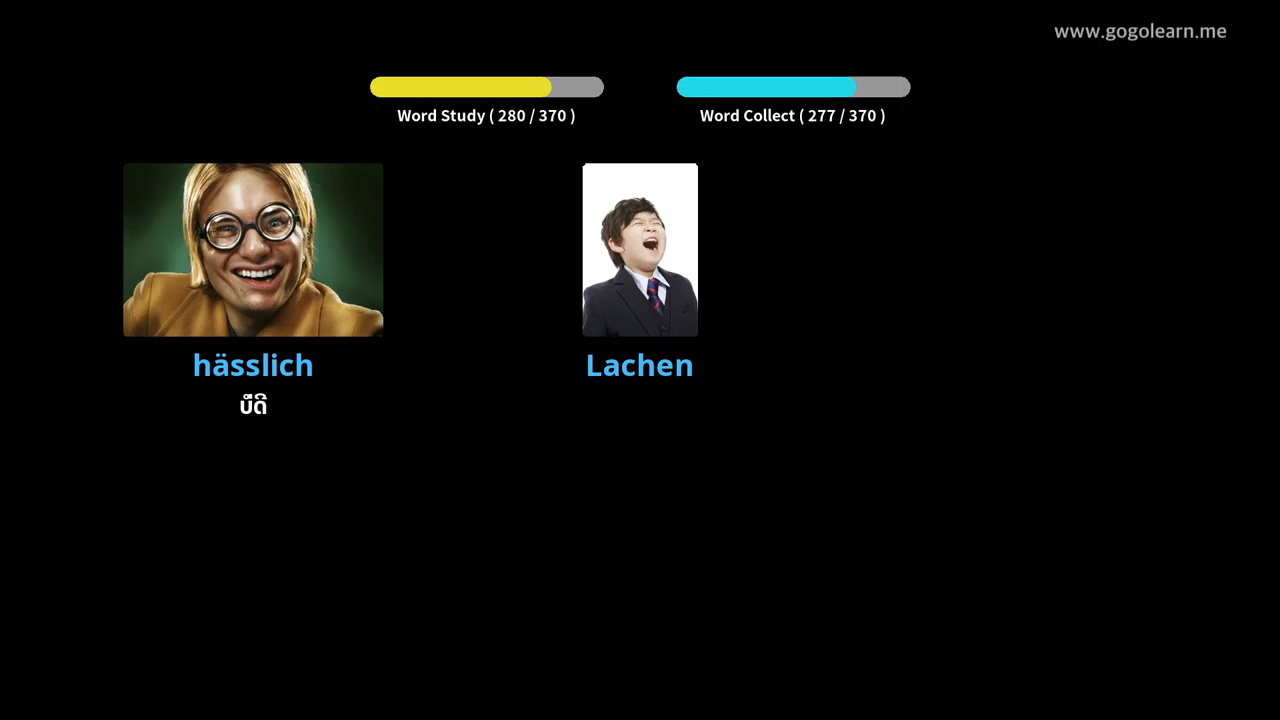 www.gogolearn.me
Word Study ( 280 / 370 )
Word Collect ( 277 / 370 )
hässlich
Lachen
ບໍ່ດີ